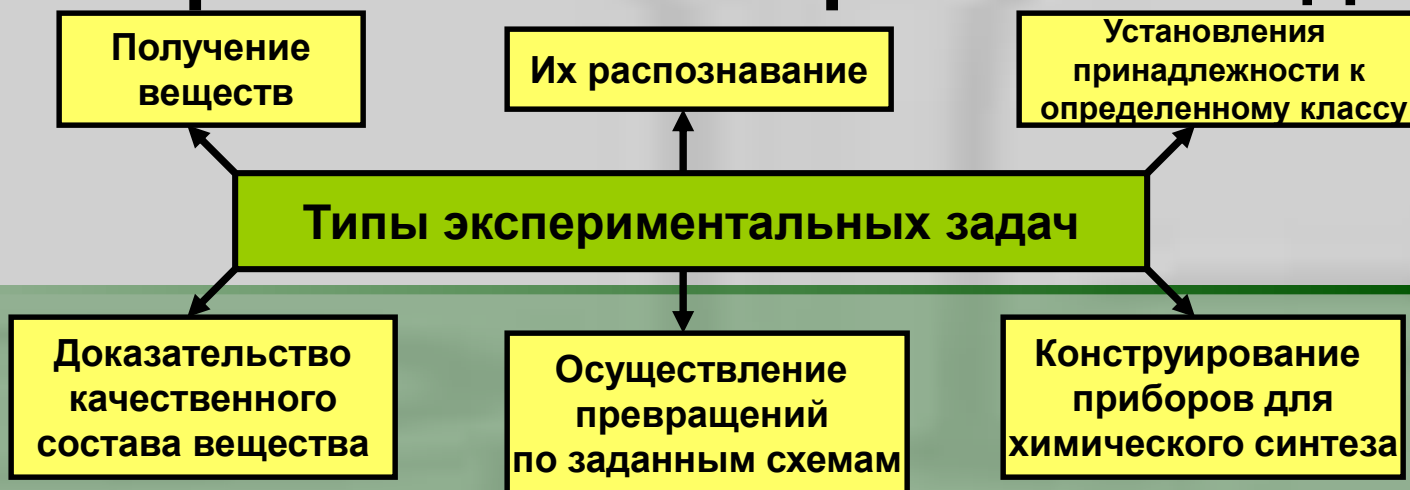 Получение
веществ
Их распознавание
Установления
принадлежности к
определенному классу
Типы экспериментальных задач
Доказательство
качественного
состава вещества
Осуществление
превращений
по заданным схемам
Конструирование
приборов для
химического синтеза